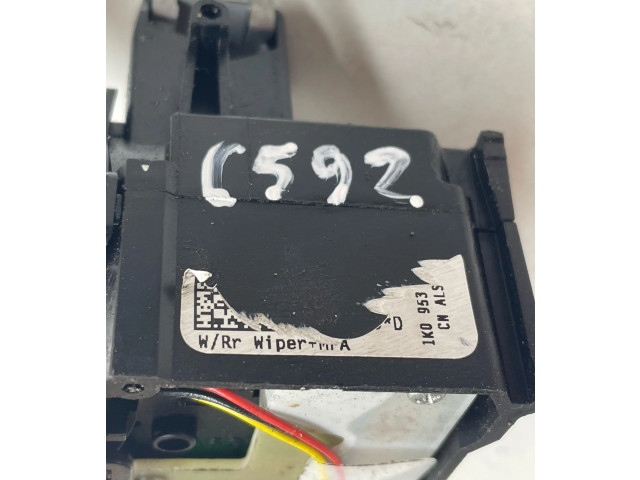 C592
*D
W/Rr Wiper+MFA
1K0 953
CN ALS